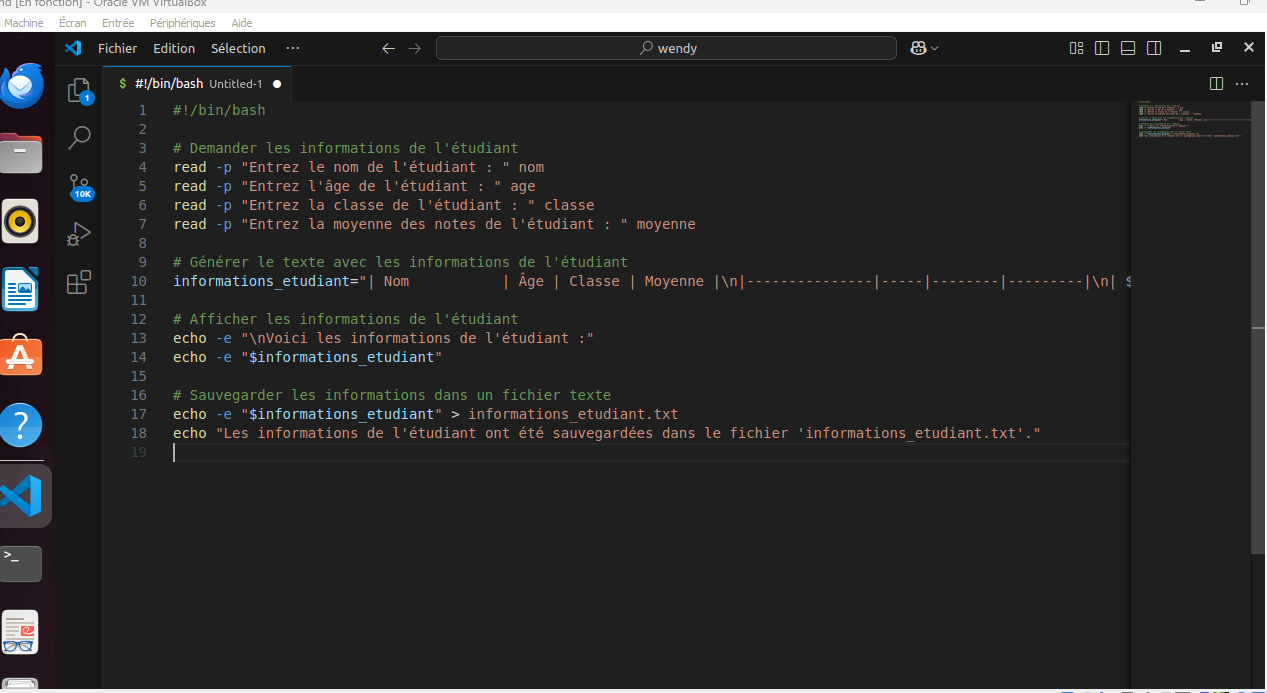 [En fonction] - Oracle VM VirtualBox
Machine Écran Entrée Périphériques Aide
Fichier Edition Sélection ··· wendy
$ #!/bin/bash Untitled-1
1 #!/bin/bash
2
3 # Demander les informations de l'étudiant
4 read -p "Entrez le nom de l'étudiant : " nom
5 read -p "Entrez l'âge de l'étudiant : " age
6 read -p "Entrez la classe de l'étudiant : " classe
7 read -p "Entrez la moyenne des notes de l'étudiant : " moyenne
8
9 # Générer le texte avec les informations de l'étudiant
10 informations_etudiant="| Nom           | Âge | Classe | Moyenne |\n|---------------|-----|--------|---------|\n| $
11
12 # Afficher les informations de l'étudiant
13 echo -e "\nVoici les informations de l'étudiant :"
14 echo -e "$informations_etudiant"
15
16 # Sauvegarder les informations dans un fichier texte
17 echo -e "$informations_etudiant" > informations_etudiant.txt
18 echo "Les informations de l'étudiant ont été sauvegardées dans le fichier 'informations_etudiant.txt'."
19
1
10K